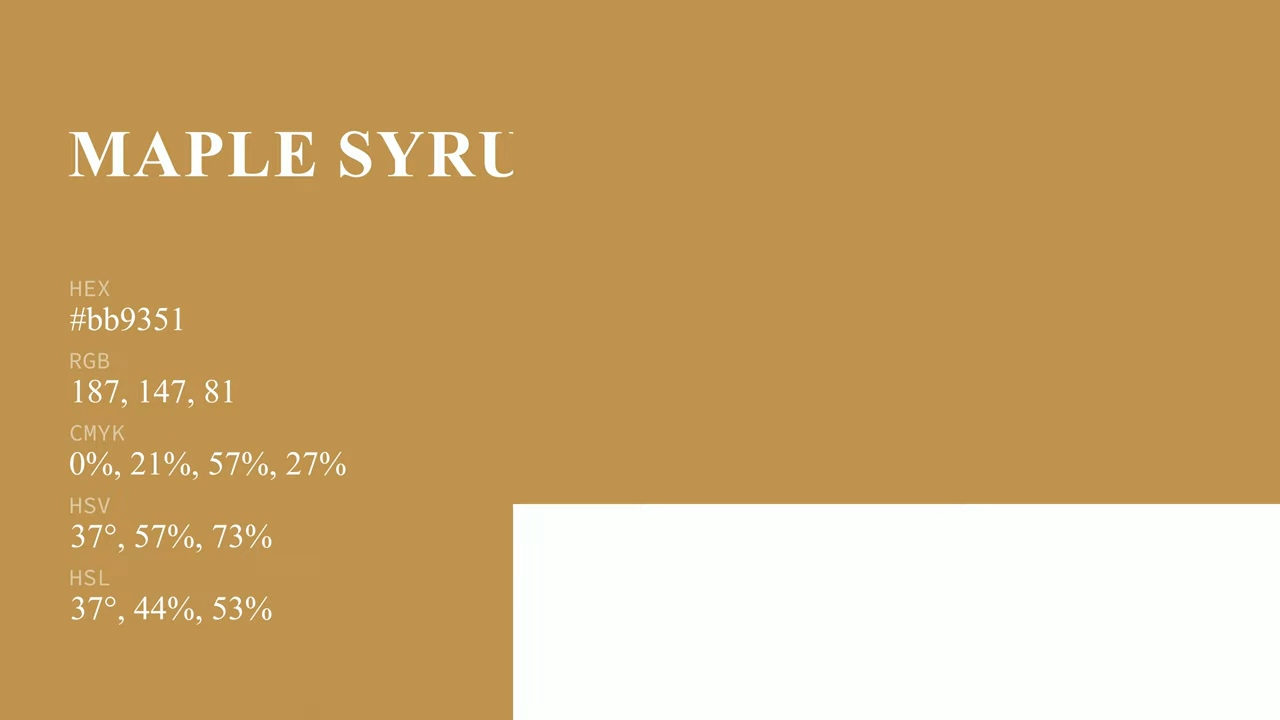 MAPLE SYRU
HEX
#bb9351
RGB
187, 147, 81
CMYK
0%, 21%, 57%, 27%
HSV
37°, 57%, 73%
HSL
37°, 44%, 53%